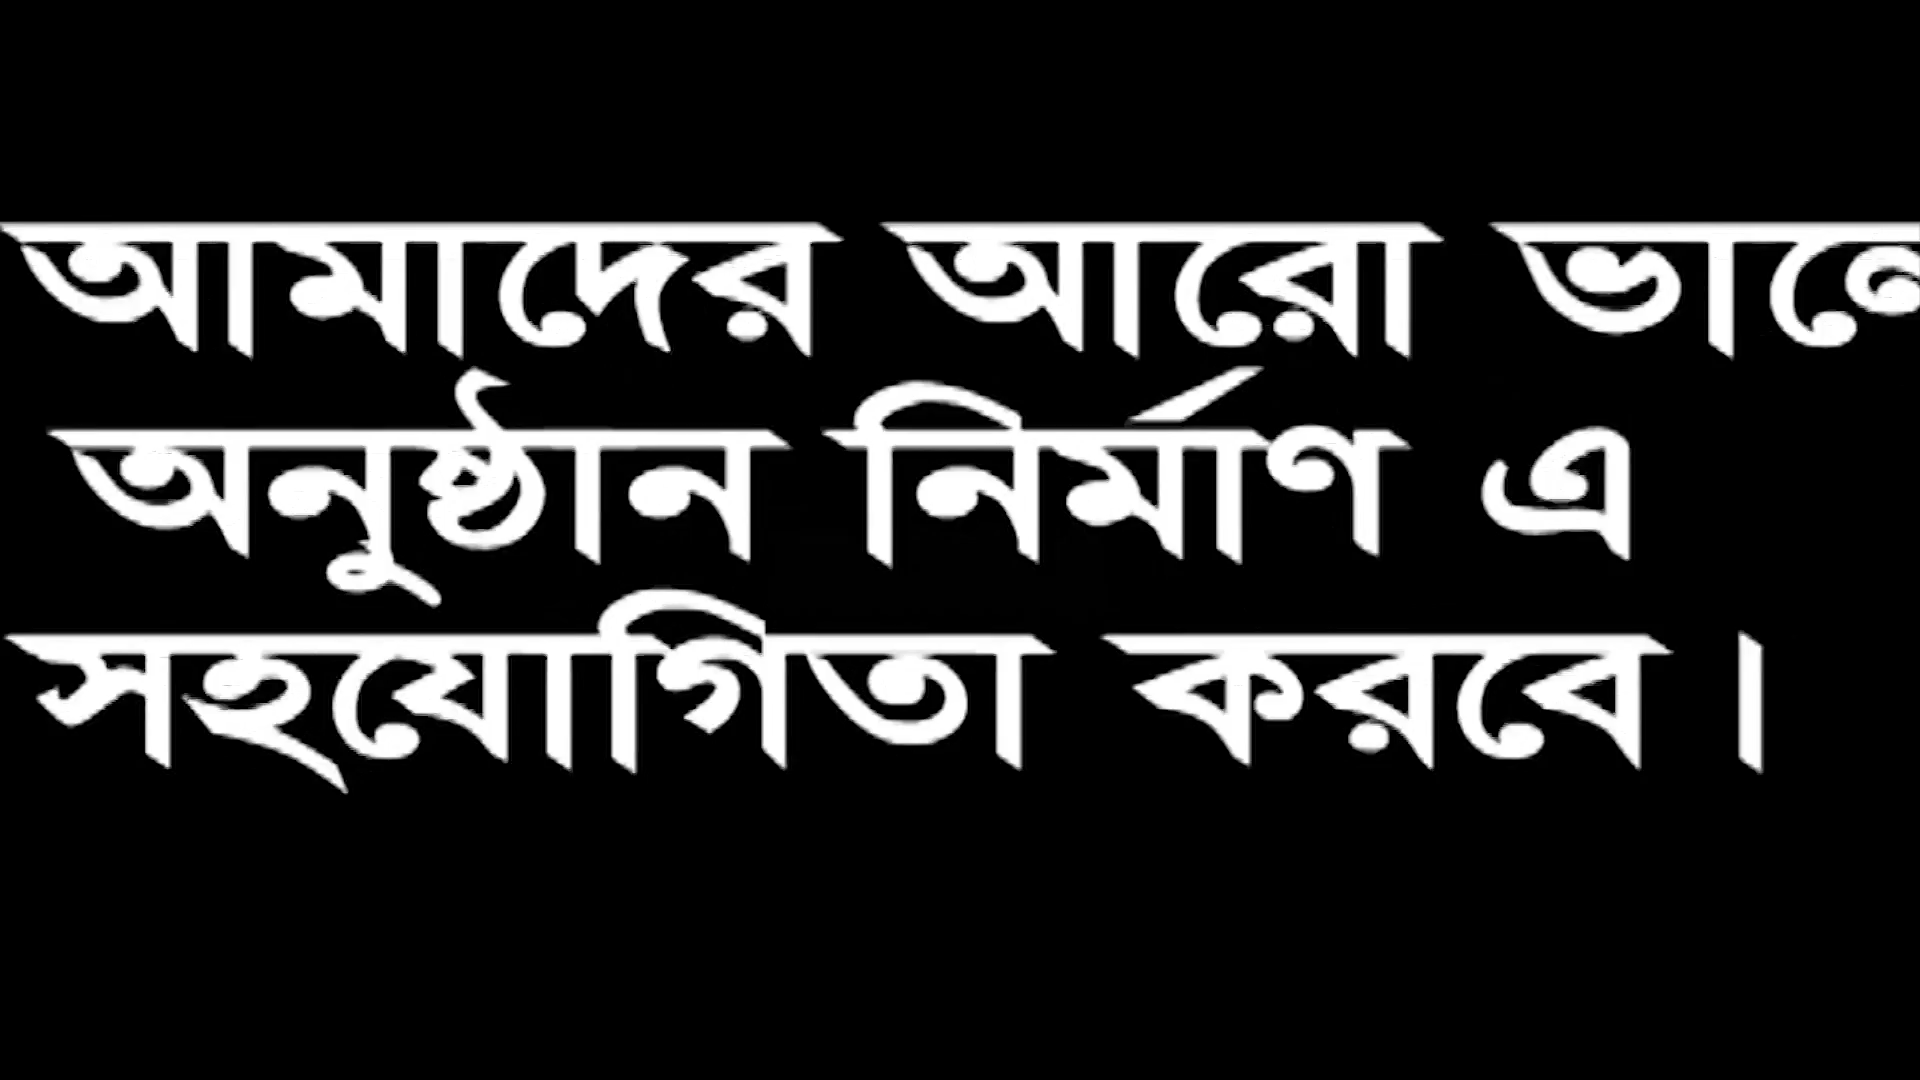 আমাদের আরো
অনুষ্ঠান নির্মাণ এ
সহযোগিতা করবে।